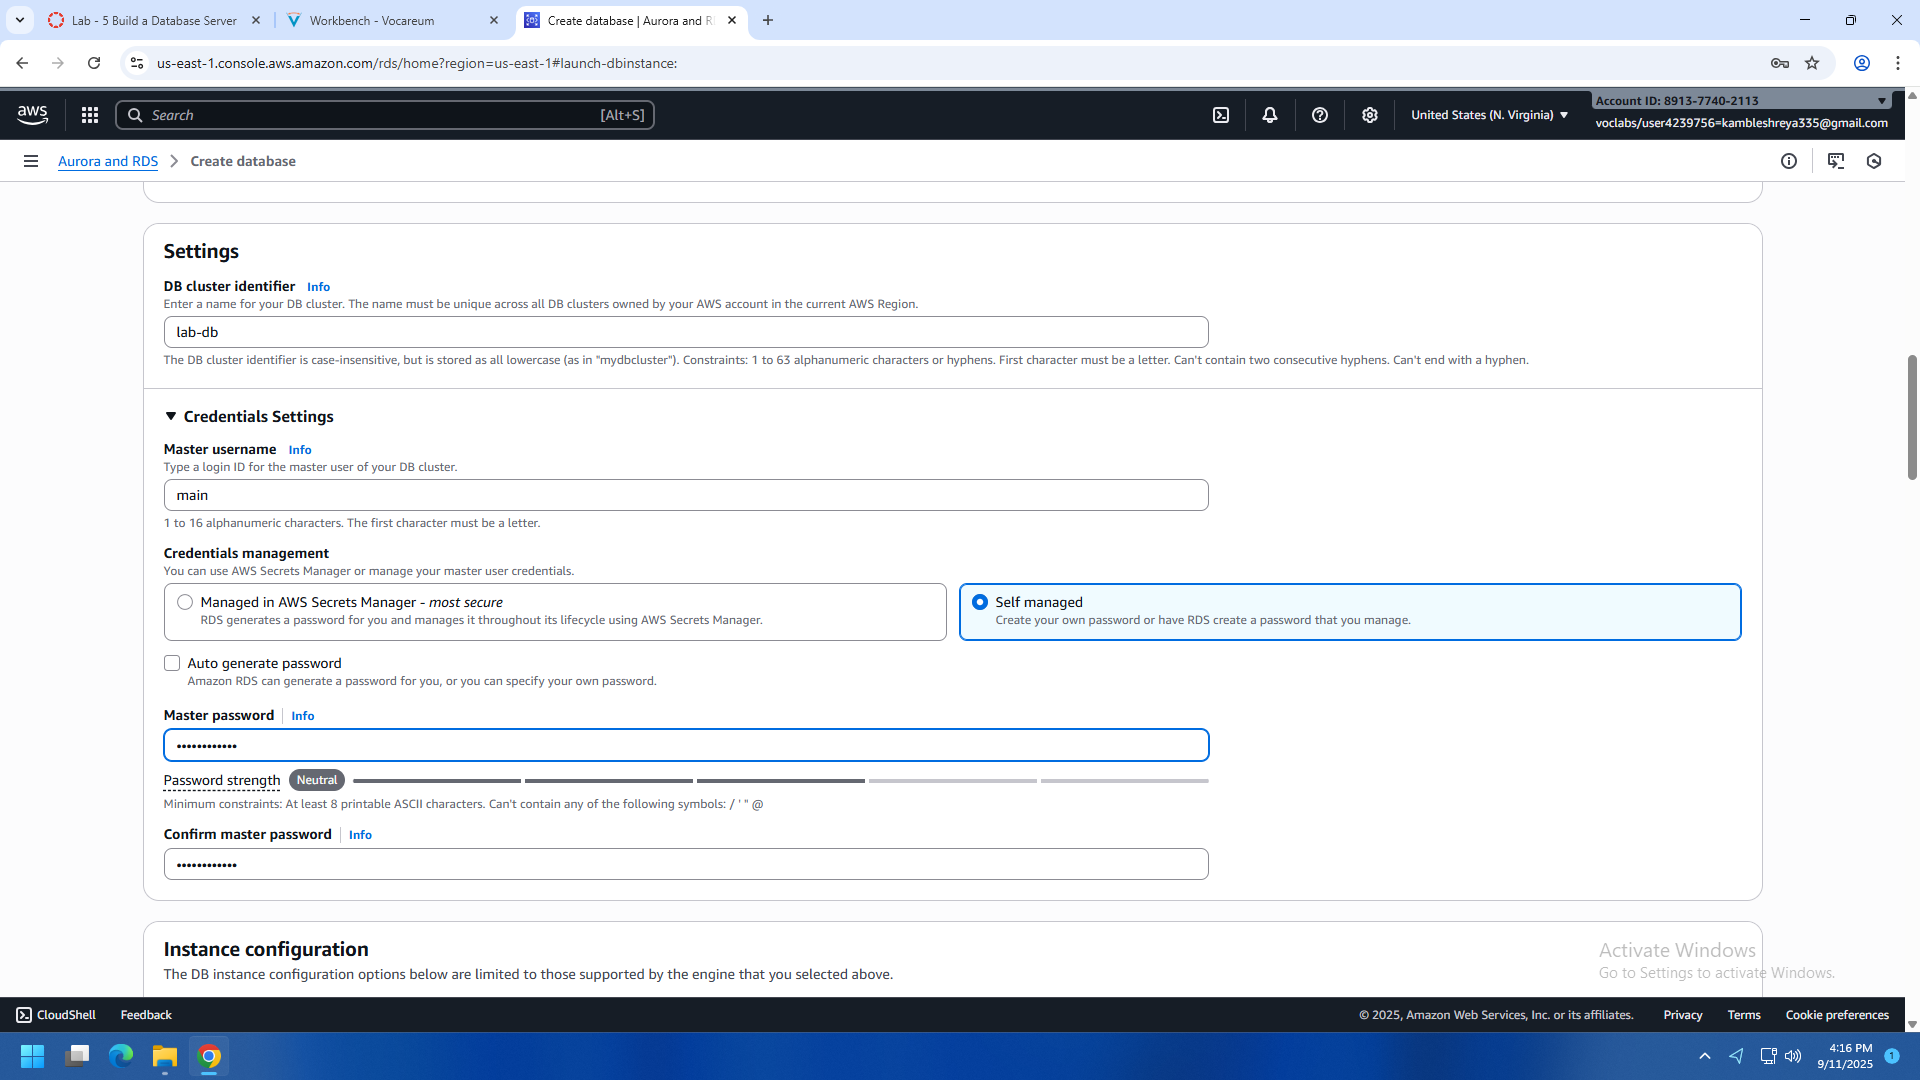 Lab - 5 Build a Database Server
Workbench - Vocareum
Create database | Aurora and R
us-east-1.console.aws.amazon.com/rds/home?region=us-east-1#launch-dbinstance:
aws
Search
[Alt+S]
United States (N. Virginia)
Account ID: 8913-7740-2113
voclabs/user4239756=kambleshreya335@gmail.com
Aurora and RDS
Create database
Settings
DB cluster identifier Info
Enter a name for your DB cluster. The name must be unique across all DB clusters owned by your AWS account in the current AWS Region.
lab-db
The DB cluster identifier is case-insensitive, but is stored as all lowercase (as in "mydbcluster"). Constraints: 1 to 63 alphanumeric characters or hyphens. First character must be a letter. Can't contain two consecutive hyphens. Can't end with a hyphen.
Credentials Settings
Master username Info
Type a login ID for the master user of your DB cluster.
main
1 to 16 alphanumeric characters. The first character must be a letter.
Credentials management
You can use AWS Secrets Manager or manage your master user credentials.
Managed in AWS Secrets Manager - most secure
RDS generates a password for you and manages it throughout its lifecycle using AWS Secrets Manager.
Self managed
Create your own password or have RDS create a password that you manage.
Auto generate password
Amazon RDS can generate a password for you, or you can specify your own password.
Master password Info
••••••••••••
Password strength Neutral
Minimum constraints: At least 8 printable ASCII characters. Can't contain any of the following symbols: / ' " @
Confirm master password Info
••••••••••••
Instance configuration
The DB instance configuration options below are limited to those supported by the engine that you selected above.
Activate Windows
Go to Settings to activate Windows.
CloudShell
Feedback
© 2025, Amazon Web Services, Inc. or its affiliates.
Privacy
Terms
Cookie preferences
4:16 PM
9/11/2025
1